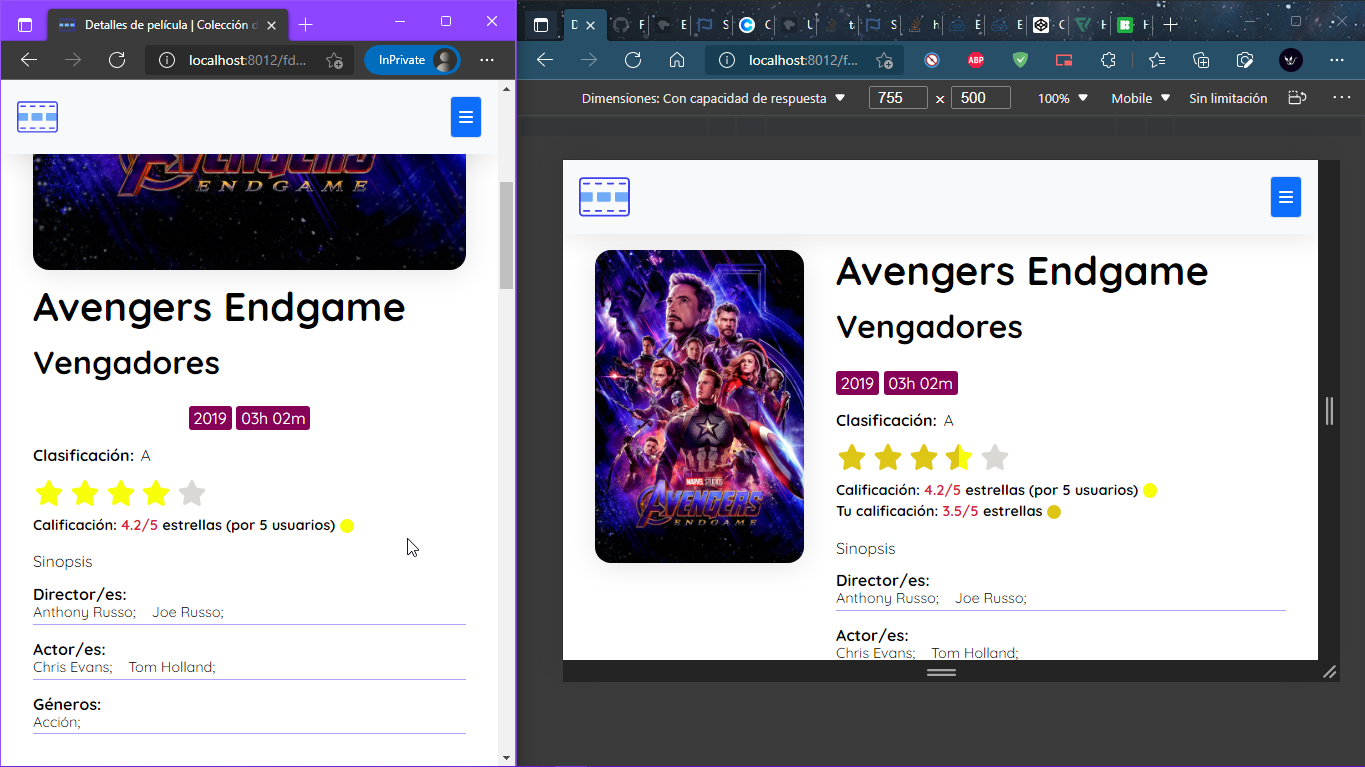 Detalles de película | Colección d
localhost:8012/fd...
InPrivate
AVENGERS
ENDGAME
Avengers Endgame
Vengadores
2019 03h 02m
Clasificación: A
Calificación: 4.2/5 estrellas (por 5 usuarios)
Sinopsis
Director/es:
Anthony Russo; Joe Russo;
Actor/es:
Chris Evans; Tom Holland;
Géneros:
Acción;
D F E S C C E U t S h E E C H H
localhost:8012/f...
ABP
Dimensiones: Con capacidad de respuesta 755 x 500 100% Mobile Sin limitación
MARVEL STUDIOS
AVENGERS
ENDGAME
Avengers Endgame
Vengadores
2019 03h 02m
Clasificación: A
Calificación: 4.2/5 estrellas (por 5 usuarios)
Tu calificación: 3.5/5 estrellas
Sinopsis
Director/es:
Anthony Russo; Joe Russo;
Actor/es:
Chris Evans; Tom Holland;